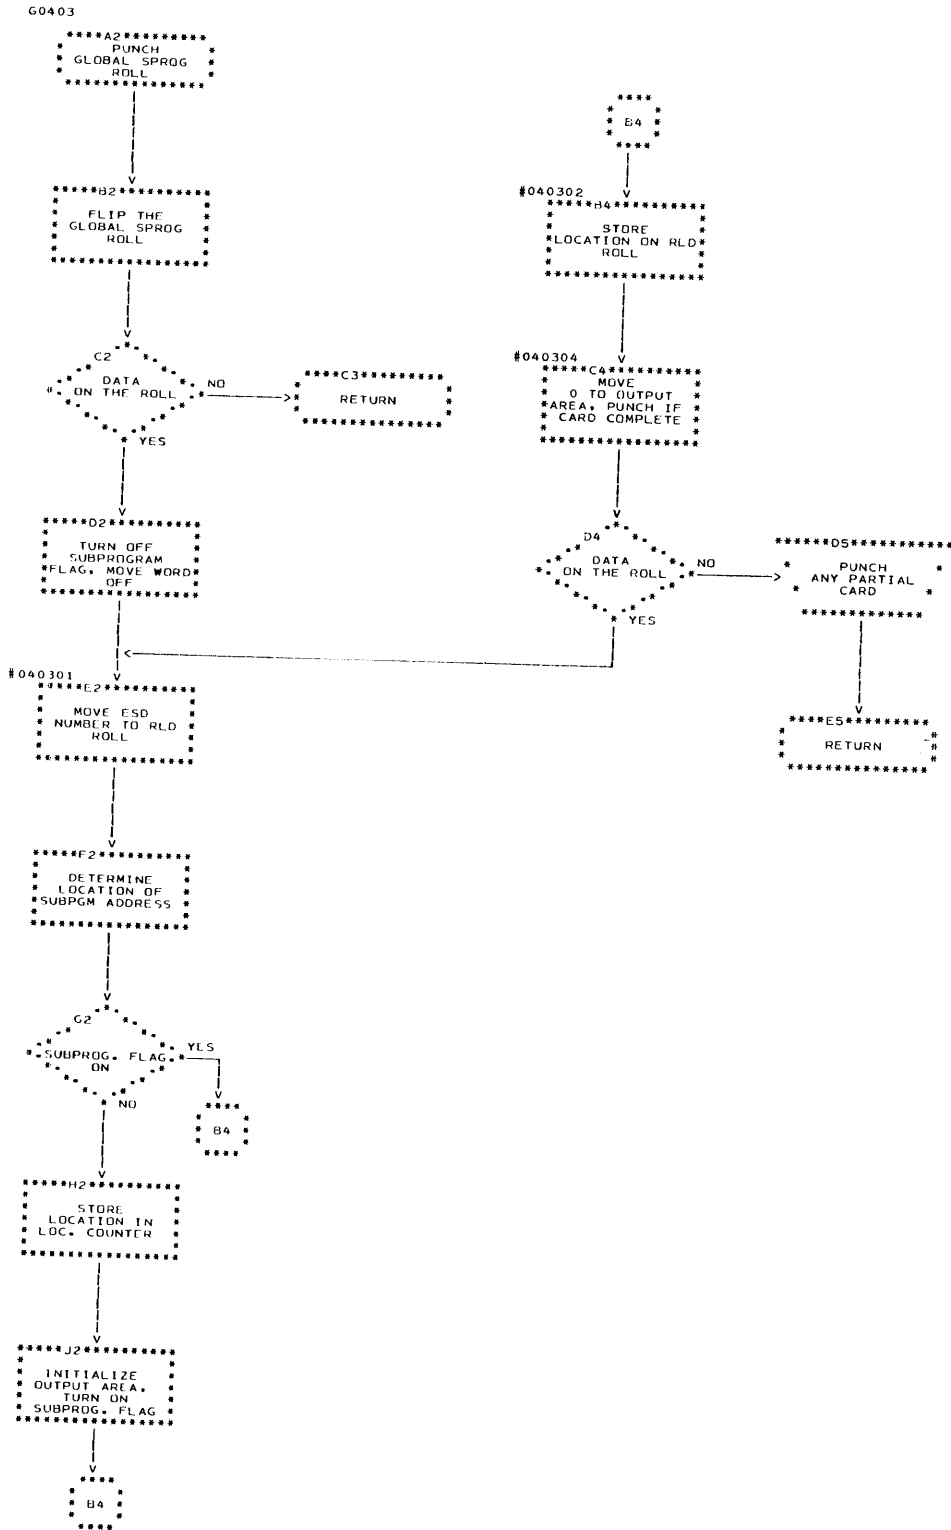 G0403
A2
PUNCH
GLOBAL SPROG
ROLL
B2
FLIP THE
GLOBAL SPROG
ROLL
C2
DATA
ON THE ROLL
NO
YES
C3
RETURN
D2
TURN OFF
SUBPROGRAM
FLAG, MOVE WORD
OFF
#040301
E2
MOVE ESD
NUMBER TO RLD
ROLL
F2
DETERMINE
LOCATION OF
SUBPGM ADDRESS
G2
SUBPROG. FLAG
ON
YES
NO
B4
H2
STORE
LOCATION IN
LOC. COUNTER
J2
INITIALIZE
OUTPUT AREA,
TURN ON
SUBPROG. FLAG
B4
B4
#040302
B4
STORE
LOCATION ON RLD
ROLL
#040304
C4
MOVE
0 TO OUTPUT
AREA, PUNCH IF
CARD COMPLETE
D4
DATA
ON THE ROLL
NO
YES
D5
PUNCH
ANY PARTIAL
CARD
E5
RETURN